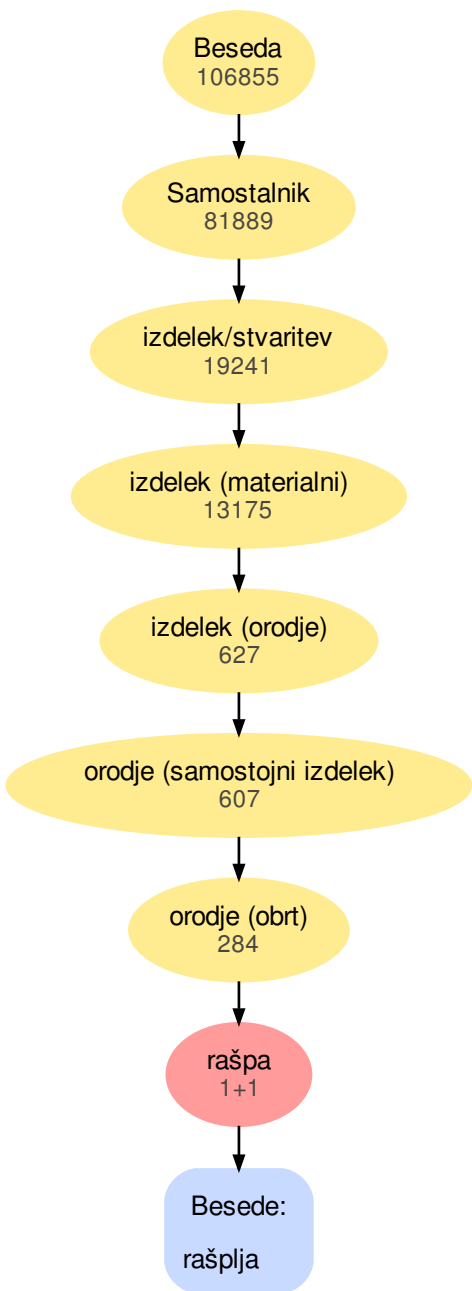 Beseda
106855
Samostalnik
81889
izdelek/stvaritev
19241
izdelek (materialni)
13175
izdelek (orodje)
627
orodje (samostojni izdelek)
607
orodje (obrt)
284
rašpa
1+1
Besede:
rašplja